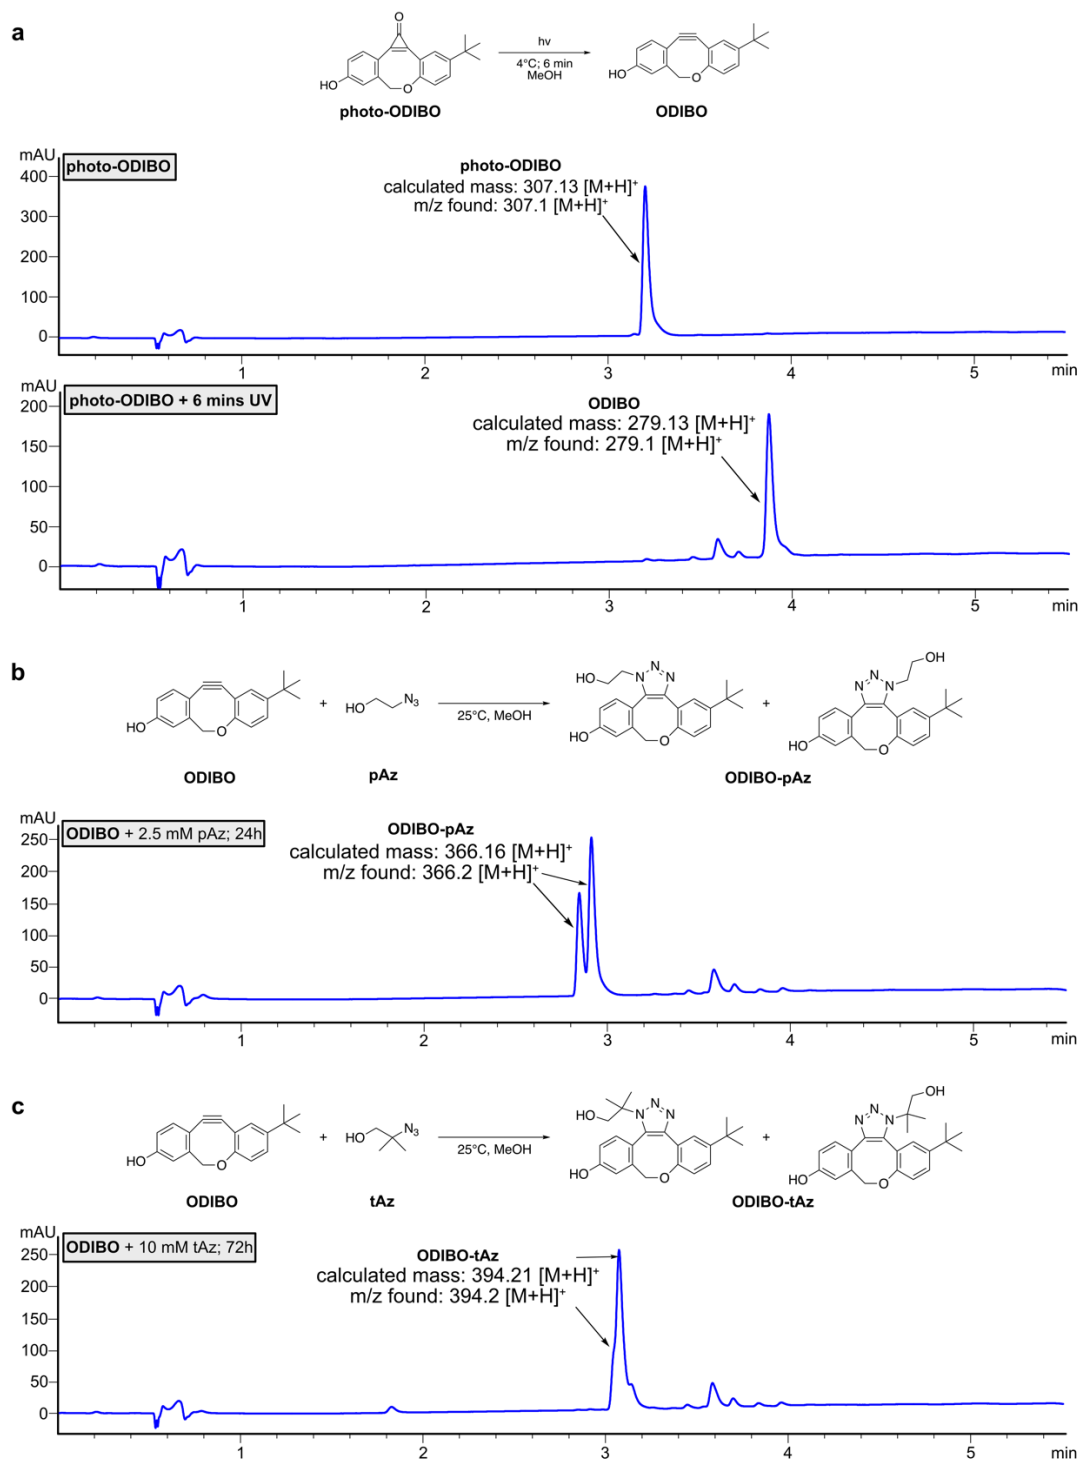 a
O
HO
O
photo-ODIBO
hv
4°C; 6 min
MeOH
HO
O
ODIBO
mAU
photo-ODIBO
400
300
200
100
0
photo-ODIBO
calculated mass: 307.13 [M+H]+
m/z found: 307.1 [M+H]+
1 2 3 4 5 min
mAU
photo-ODIBO + 6 mins UV
200
150
100
50
0
ODIBO
calculated mass: 279.13 [M+H]+
m/z found: 279.1 [M+H]+
1 2 3 4 5 min
b
HO
O
ODIBO
+
HO N3
pAz
25°C, MeOH
HO
N N N
HO
O
+
OH
N N N
HO
O
ODIBO-pAz
mAU
ODIBO + 2.5 mM pAz; 24h
250
200
150
100
50
0
ODIBO-pAz
calculated mass: 366.16 [M+H]+
m/z found: 366.2 [M+H]+
1 2 3 4 5 min
c
HO
O
ODIBO
+
HO N3
tAz
25°C, MeOH
HO
N N N
HO
O
+
OH
N N N
HO
O
ODIBO-tAz
mAU
ODIBO + 10 mM tAz; 72h
250
200
150
100
50
0
ODIBO-tAz
calculated mass: 394.21 [M+H]+
m/z found: 394.2 [M+H]+
1 2 3 4 5 min